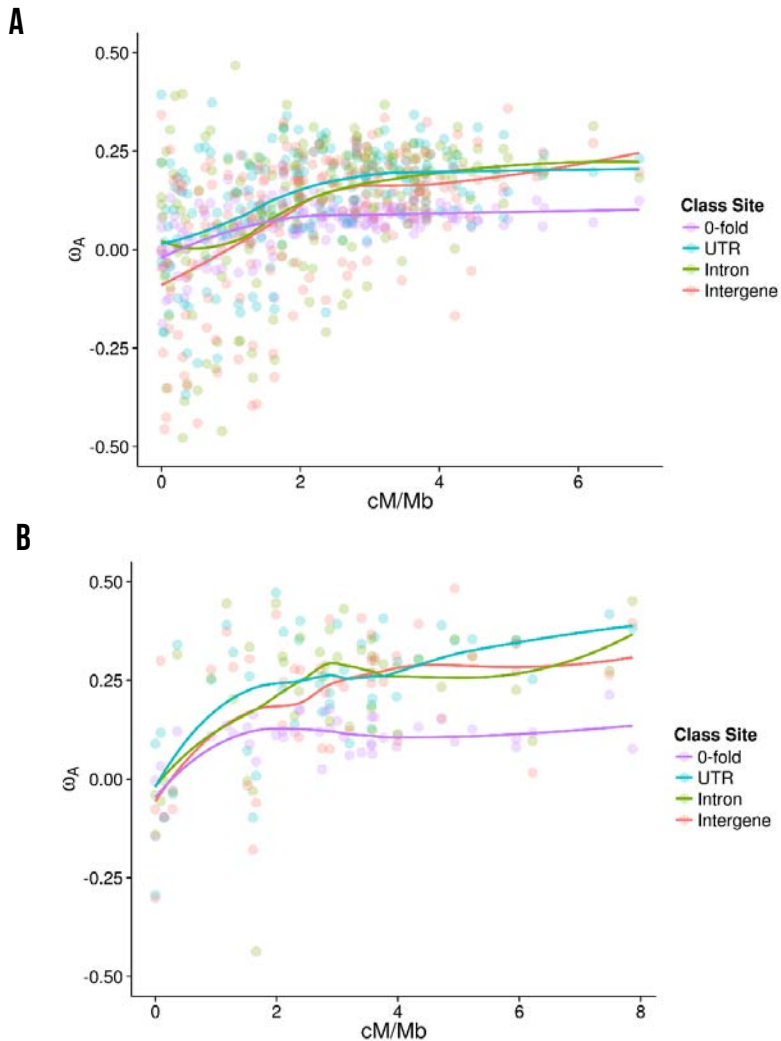 A
0.50
0.25
0.00
-0.25
-0.50
ωA
0 2 4 6
cM/Mb
Class Site
0-fold
UTR
Intron
Intergene
B
0.50
0.25
0.00
-0.25
-0.50
ωA
0 2 4 6 8
cM/Mb
Class Site
0-fold
UTR
Intron
Intergene